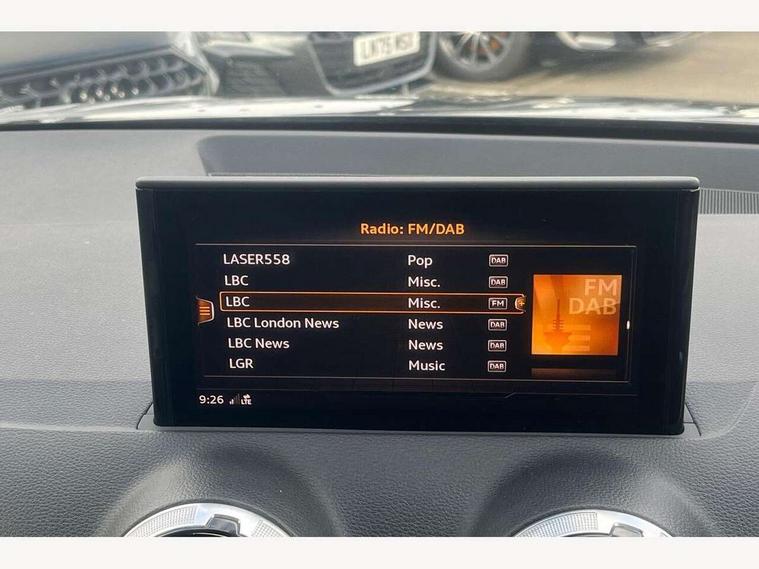 Radio: FM/DAB
LASER558 Pop DAB
LBC Misc. DAB
LBC Misc. FM
LBC London News News DAB
LBC News News DAB
LGR Music DAB
FM
DAB
9:26 LTE